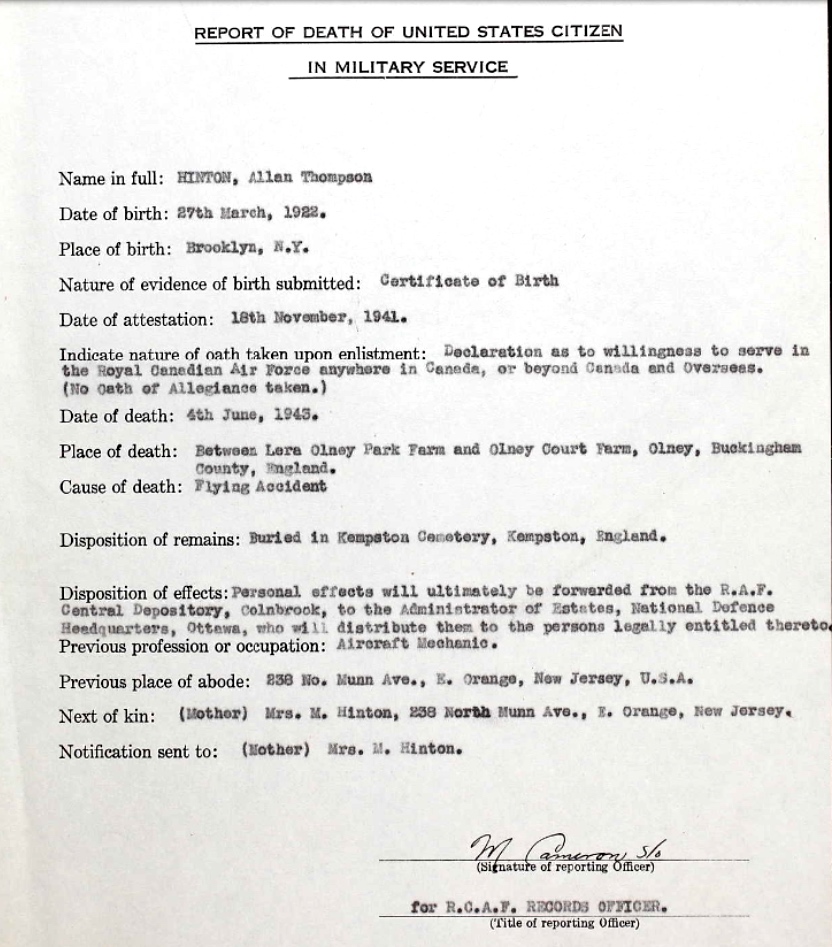 REPORT OF DEATH OF UNITED STATES CITIZEN
IN MILITARY SERVICE
Name in full: HINTON, Allan Thompson
Date of birth: 27th March, 1922.
Place of birth: Brooklyn, N.Y.
Nature of evidence of birth submitted: Certificate of Birth
Date of attestation: 18th November, 1941.
Indicate nature of oath taken upon enlistment: Declaration as to willingness to serve in
the Royal Canadian Air Force anywhere in Canada, or beyond Canada and Overseas.
(No Oath of Allegiance taken.)
Date of death: 4th June, 1943.
Place of death: Between Lera Olney Park Farm and Olney Court Farm, Olney, Buckingham
County, England.
Cause of death: Flying Accident
Disposition of remains: Buried in Kempston Cemetery, Kempston, England.
Disposition of effects: Personal effects will ultimately be forwarded from the R.A.F.
Central Depository, Colnbrook, to the Administrator of Estates, National Defence
Headquarters, Ottawa, who will distribute them to the persons legally entitled thereto.
Previous profession or occupation: Aircraft Mechanic.
Previous place of abode: 238 No. Munn Ave., E. Orange, New Jersey, U.S.A.
Next of kin: (Mother) Mrs. M. Hinton, 238 North Munn Ave., E. Orange, New Jersey.
Notification sent to: (Mother) Mrs. M. Hinton.
M Cameron S/o
(Signature of reporting Officer)
for R.C.A.F. RECORDS OFFICER.
(Title of reporting Officer)